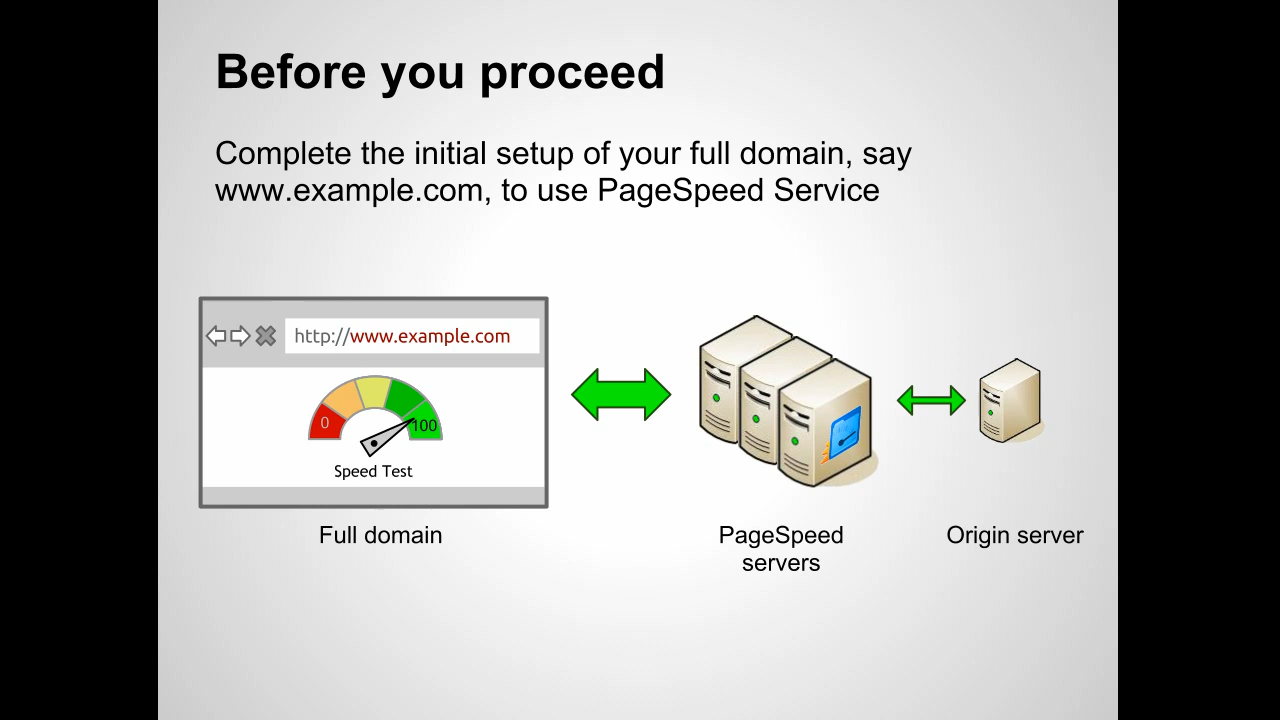 Before you proceed
Complete the initial setup of your full domain, say
www.example.com, to use PageSpeed Service
http://www.example.com
0
100
Speed Test
Full domain
PageSpeed
servers
Origin server